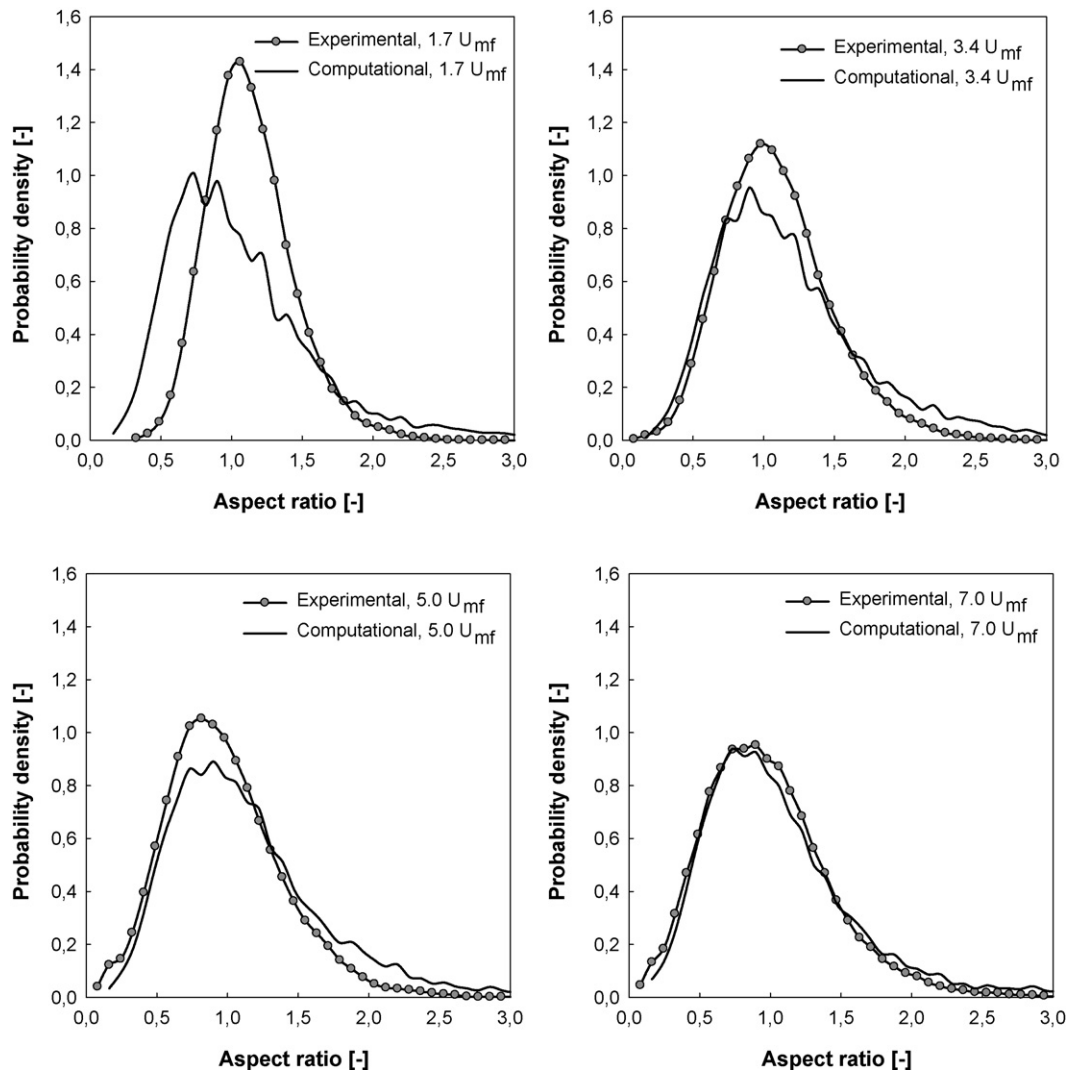 1,6
1,4
1,2
1,0
0,8
0,6
0,4
0,2
0,0
Probability density [-]
Experimental, 1.7 Umf
Computational, 1.7 Umf
0,0 0,5 1,0 1,5 2,0 2,5 3,0
Aspect ratio [-]
1,6
1,4
1,2
1,0
0,8
0,6
0,4
0,2
0,0
Probability density [-]
Experimental, 3.4 Umf
Computational, 3.4 Umf
0,0 0,5 1,0 1,5 2,0 2,5 3,0
Aspect ratio [-]
1,6
1,4
1,2
1,0
0,8
0,6
0,4
0,2
0,0
Probability density [-]
Experimental, 5.0 Umf
Computational, 5.0 Umf
0,0 0,5 1,0 1,5 2,0 2,5 3,0
Aspect ratio [-]
1,6
1,4
1,2
1,0
0,8
0,6
0,4
0,2
0,0
Probability density [-]
Experimental, 7.0 Umf
Computational, 7.0 Umf
0,0 0,5 1,0 1,5 2,0 2,5 3,0
Aspect ratio [-]